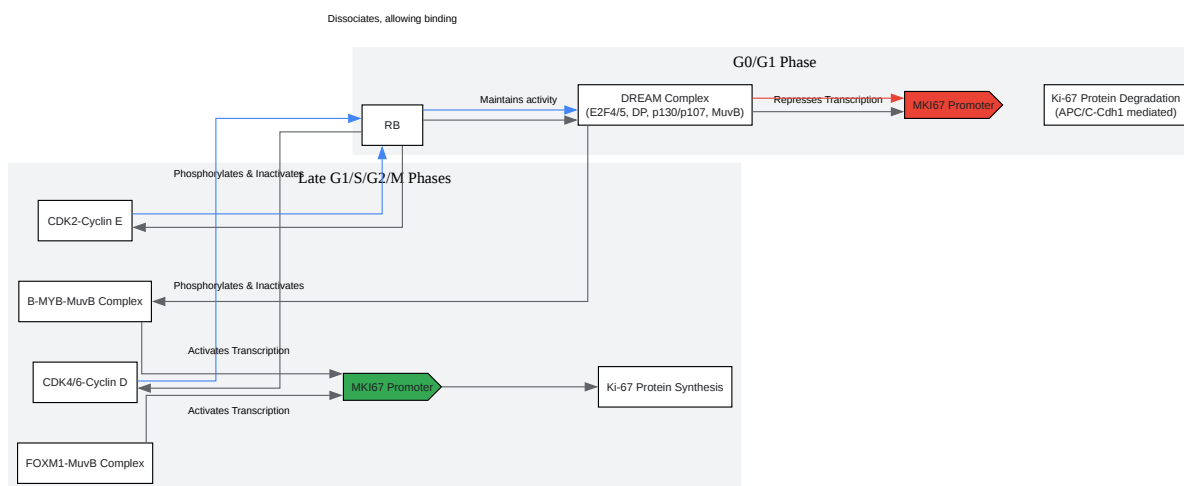 Dissociates, allowing binding
G0/G1 Phase
Maintains activity
DREAM Complex
(E2F4/5, DP, p130/p107, MuvB)
Represses Transcription
MKI67 Promoter
Ki-67 Protein Degradation
(APC/C-Cdh1 mediated)
RB
Phosphorylates & Inactivates
Late G1/S/G2/M Phases
CDK2-Cyclin E
Phosphorylates & Inactivates
B-MYB-MuvB Complex
Activates Transcription
CDK4/6-Cyclin D
MKI67 Promoter
Ki-67 Protein Synthesis
Activates Transcription
FOXM1-MuvB Complex